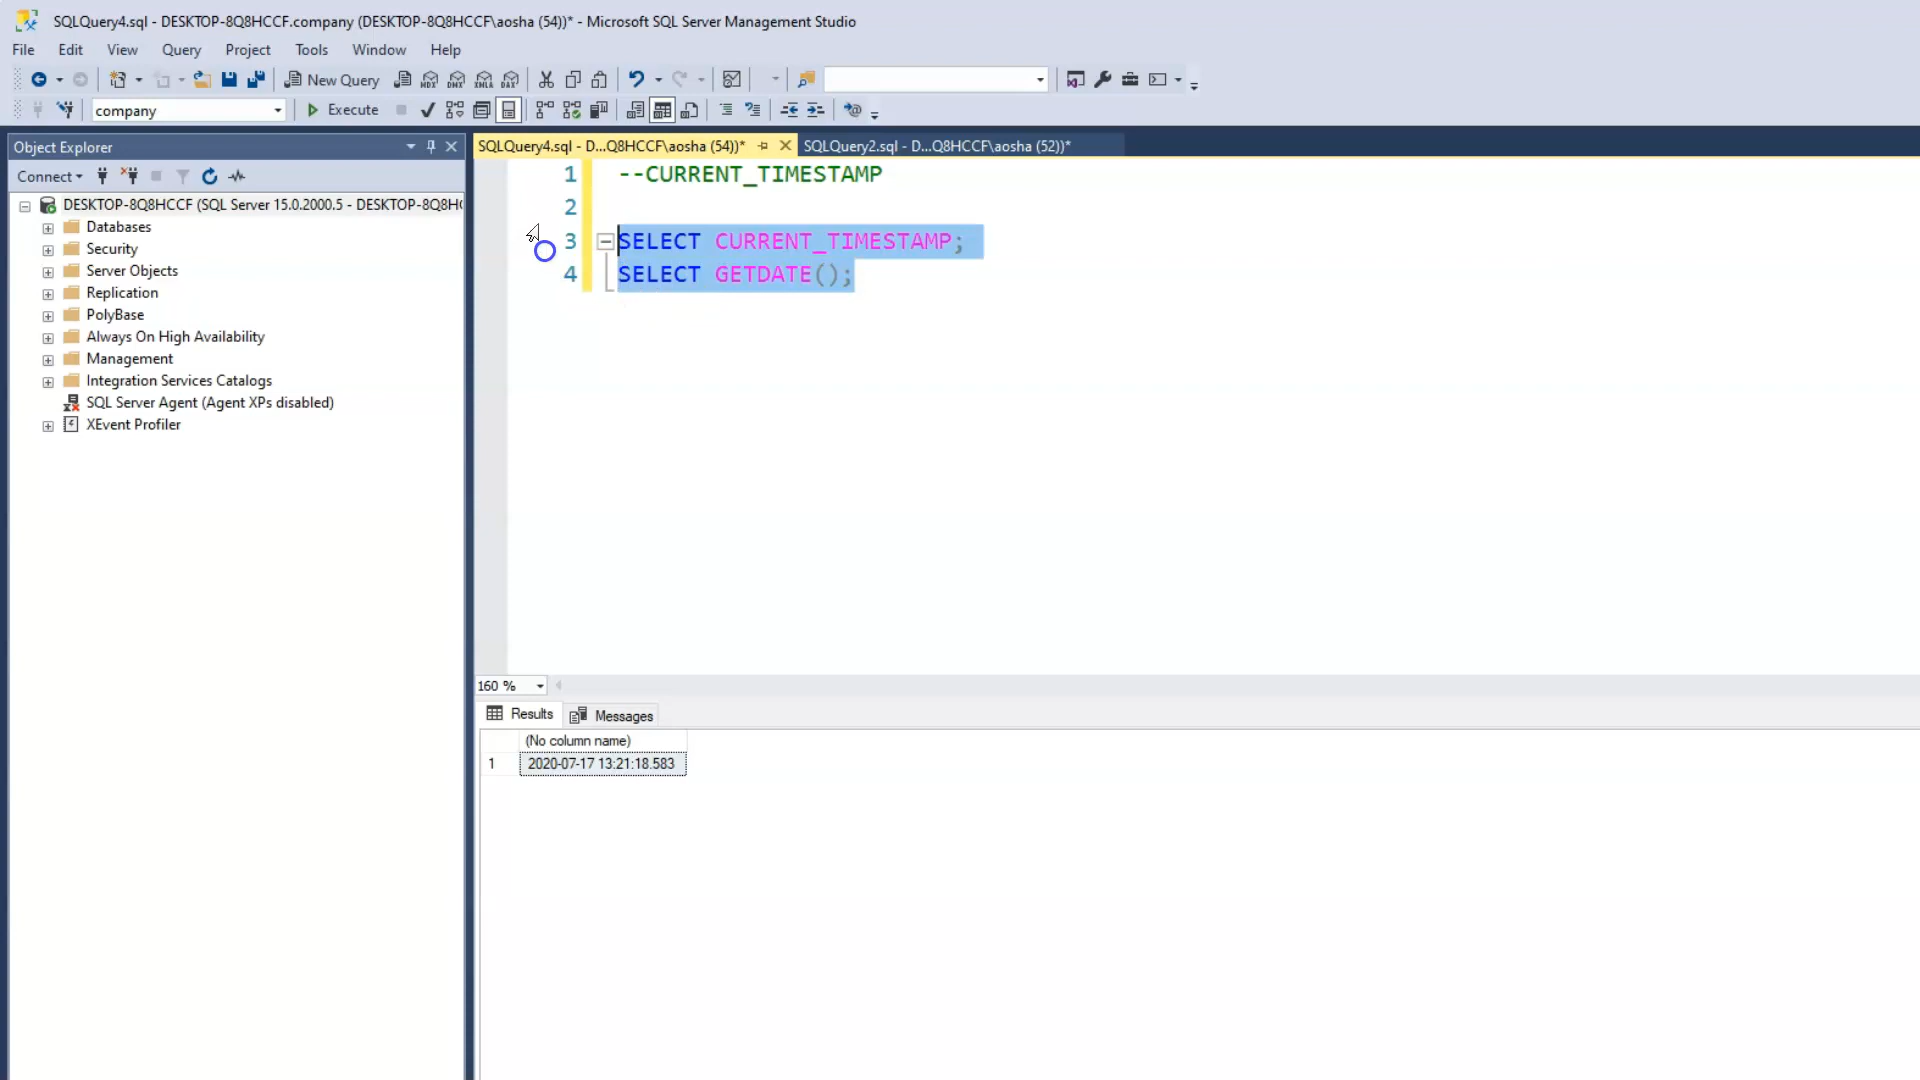 SQLQuery4.sql - DESKTOP-8Q8HCCF.company (DESKTOP-8Q8HCCF\aosha (54))* - Microsoft SQL Server Management Studio
File Edit View Query Project Tools Window Help
New Query MDX DMX XMLA DAX
company Execute
Object Explorer
SQLQuery4.sql - D...Q8HCCF\aosha (54))* SQLQuery2.sql - D...Q8HCCF\aosha (52))*
Connect
DESKTOP-8Q8HCCF (SQL Server 15.0.2000.5 - DESKTOP-8Q8H
Databases
Security
Server Objects
Replication
PolyBase
Always On High Availability
Management
Integration Services Catalogs
SQL Server Agent (Agent XPs disabled)
XEvent Profiler
1 --CURRENT_TIMESTAMP
2
3 SELECT CURRENT_TIMESTAMP;
4 SELECT GETDATE();
160 %
Results Messages
(No column name)
1 2020-07-17 13:21:18.583